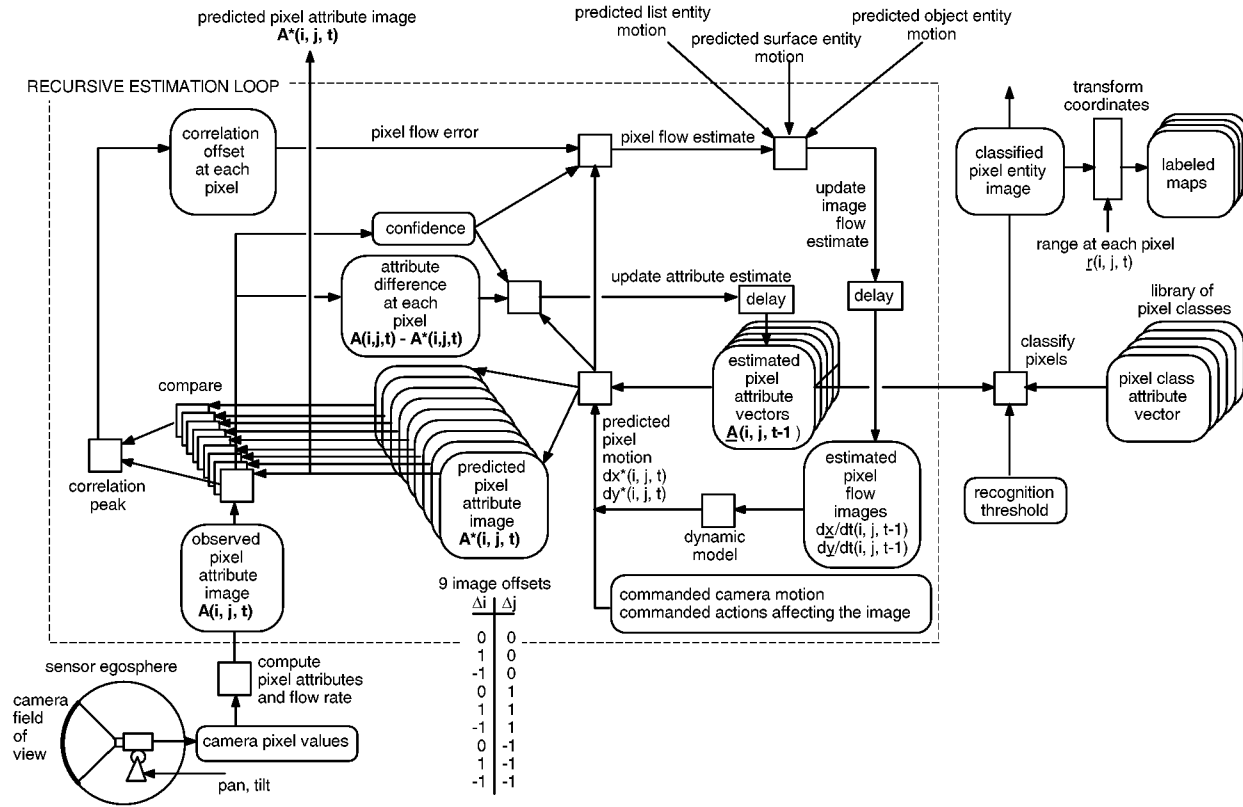 predicted pixel attribute image
A*(i, j, t)
predicted list entity
motion
predicted surface entity
motion
predicted object entity
motion
RECURSIVE ESTIMATION LOOP
correlation
offset
at each
pixel
pixel flow error
pixel flow estimate
update
image
flow
estimate
confidence
attribute
difference
at each
pixel
A(i,j,t) - A*(i,j,t)
update attribute estimate
delay
delay
transform
coordinates
classified
pixel entity
image
labeled
maps
range at each pixel
r(i, j, t)
library of
pixel classes
classify
pixels
pixel class
attribute
vector
recognition
threshold
compare
correlation
peak
predicted
pixel
attribute
image
A*(i, j, t)
estimated
pixel
attribute
vectors
A(i, j, t-1 )
predicted
pixel
motion
dx*(i, j, t)
dy*(i, j, t)
estimated
pixel
flow
images
dx/dt(i, j, t-1)
dy/dt(i, j, t-1)
dynamic
model
observed
pixel
attribute
image
A(i, j, t)
commanded camera motion
commanded actions affecting the image
9 image offsets
Δi Δj
0 0
1 0
-1 0
0 1
1 1
-1 1
0 -1
1 -1
-1 -1
compute
pixel attributes
and flow rate
sensor egosphere
camera
field
of
view
camera pixel values
pan, tilt